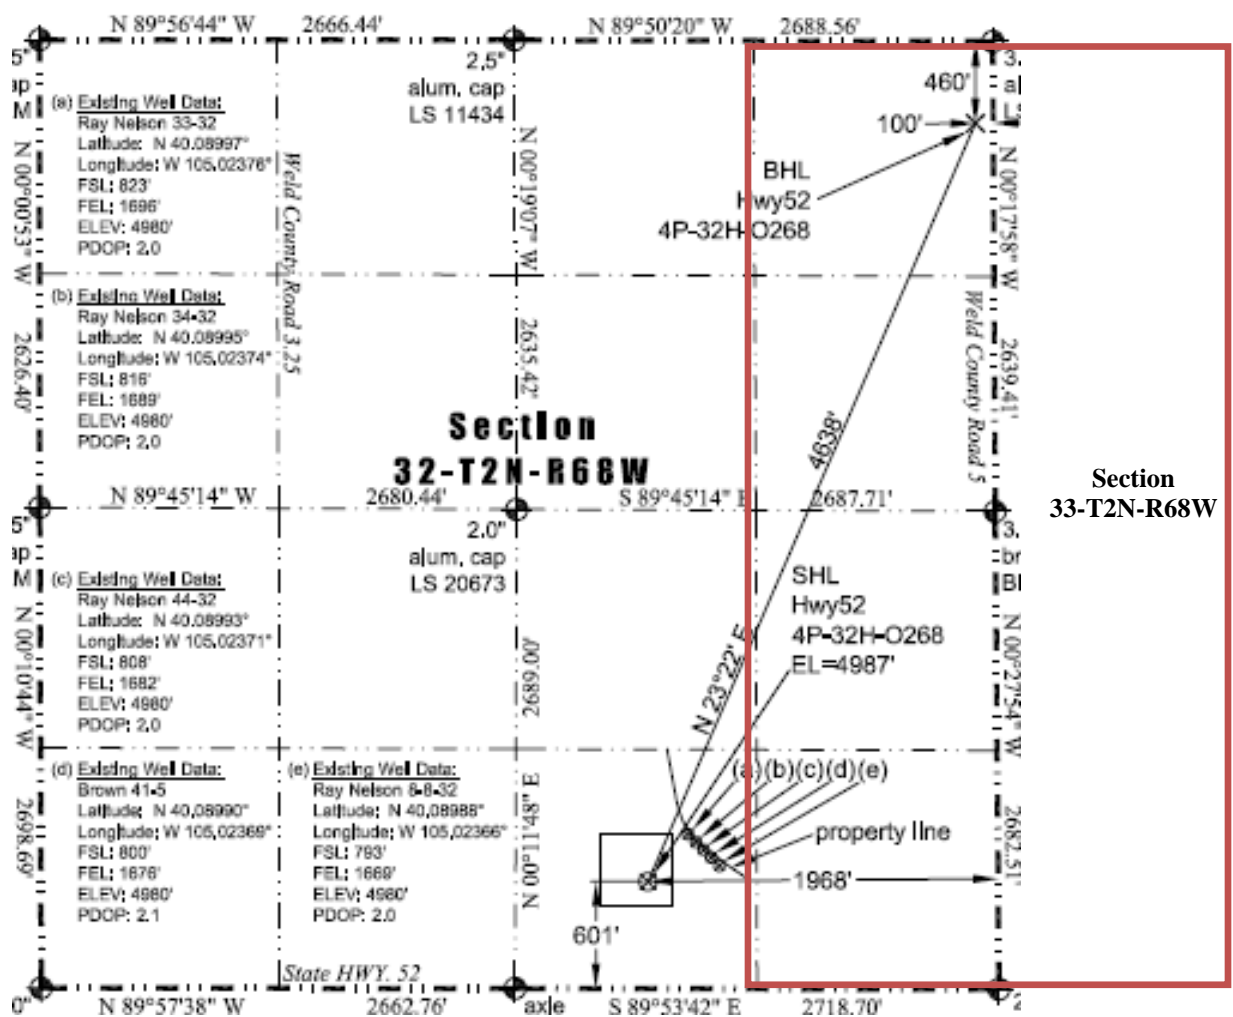 N 89°56'44" W 2666.44' N 89°50'20" W 2688.56'
5"
ap
M
N 00°00'53" W
2626.40'
(a) Existing Well Data:
Ray Nelson 33-32
Latitude: N 40.08997°
Longitude: W 105.02376°
FSL: 823'
FEL: 1696'
ELEV: 4980'
PDOP: 2.0
(b) Existing Well Data:
Ray Nelson 34-32
Latitude: N 40.08995°
Longitude: W 105.02374°
FSL: 816'
FEL: 1689'
ELEV: 4980'
PDOP: 2.0
Weld County Road 3.25
2.5"
alum. cap
LS 11434
N 00°19'07" W
2635.42'
460'
100'
BHL
Hwy52
4P-32H-O268
3.
al
N 00°17'58" W
2639.41'
Weld County Road 5
4638'
N 23°22' E
Section
32-T2N-R68W
Section
33-T2N-R68W
N 89°45'14" W 2680.44' S 89°45'14" E 2687.71'
5"
ap
M
N 00°10'44" W
2698.69'
2.0"
alum. cap
LS 20673
3.
br
Bl
N 00°27'54" W
2682.51'
(c) Existing Well Data:
Ray Nelson 44-32
Latitude: N 40.08993°
Longitude: W 105.02371°
FSL: 808'
FEL: 1682'
ELEV: 4980'
PDOP: 2.0
2689.00'
N 00°11'48" E
SHL
Hwy52
4P-32H-O268
EL=4987'
(d) Existing Well Data:
Brown 41-5
Latitude: N 40.08990°
Longitude: W 105.02369°
FSL: 800'
FEL: 1676'
ELEV: 4980'
PDOP: 2.1
(e) Existing Well Data:
Ray Nelson 8-8-32
Latitude: N 40.08988°
Longitude: W 105.02366°
FSL: 793'
FEL: 1669'
ELEV: 4980'
PDOP: 2.0
(a)(b)(c)(d)(e)
property line
1968'
601'
State HWY. 52
0" N 89°57'38" W 2662.76' axle S 89°53'42" E 2718.70'